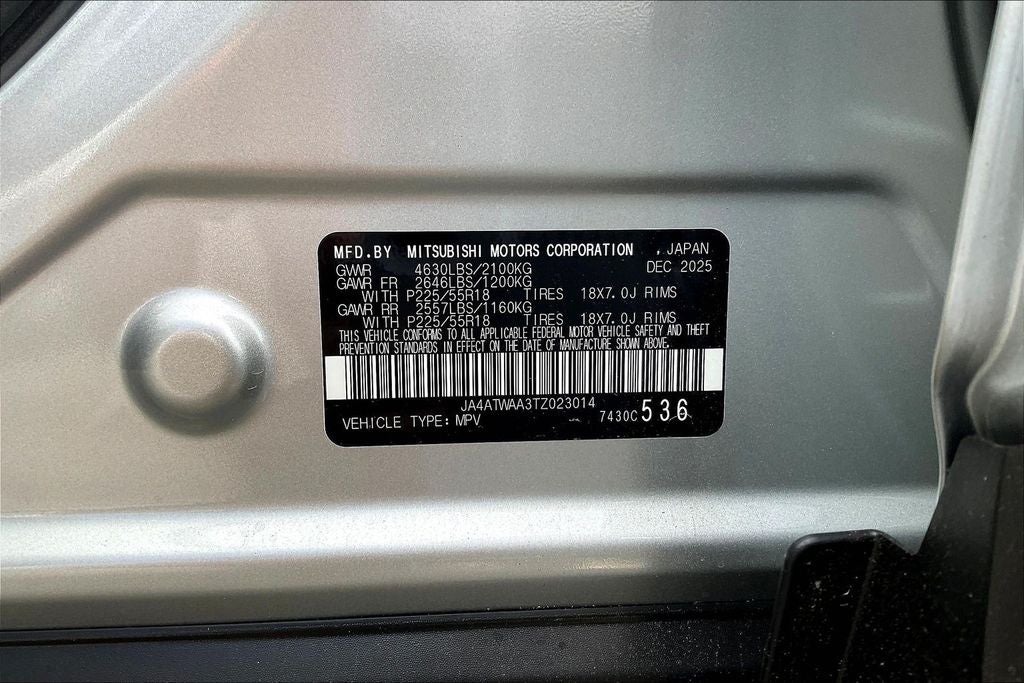 MFD.BY MITSUBISHI MOTORS CORPORATION , JAPAN
GVWR 4630LBS/2100KG DEC 2025
GAWR FR 2646LBS/1200KG
WITH P225/55R18 TIRES 18X7.0J RIMS
GAWR RR 2557LBS/1160KG
WITH P225/55R18 TIRES 18X7.0J RIMS
THIS VEHICLE CONFORMS TO ALL APPLICABLE FEDERAL MOTOR VEHICLE SAFETY AND THEFT
PREVENTION STANDARDS IN EFFECT ON THE DATE OF MANUFACTURE SHOWN ABOVE.
JA4ATWAA3TZ023014
VEHICLE TYPE: MPV 7430C 536